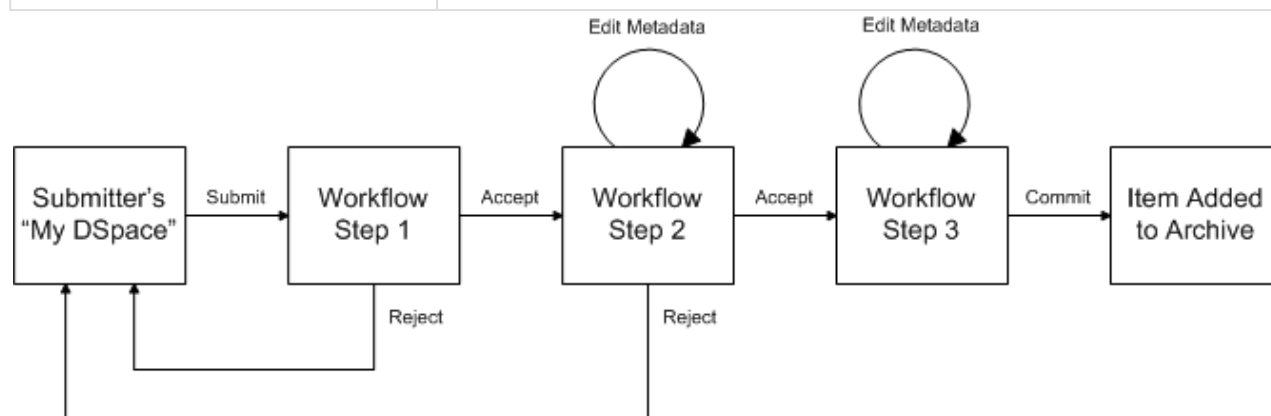 Edit Metadata
Edit Metadata
Submitter's
"My DSpace"
Submit
Workflow
Step 1
Accept
Workflow
Step 2
Accept
Workflow
Step 3
Commit
Item Added
to Archive
Reject
Reject